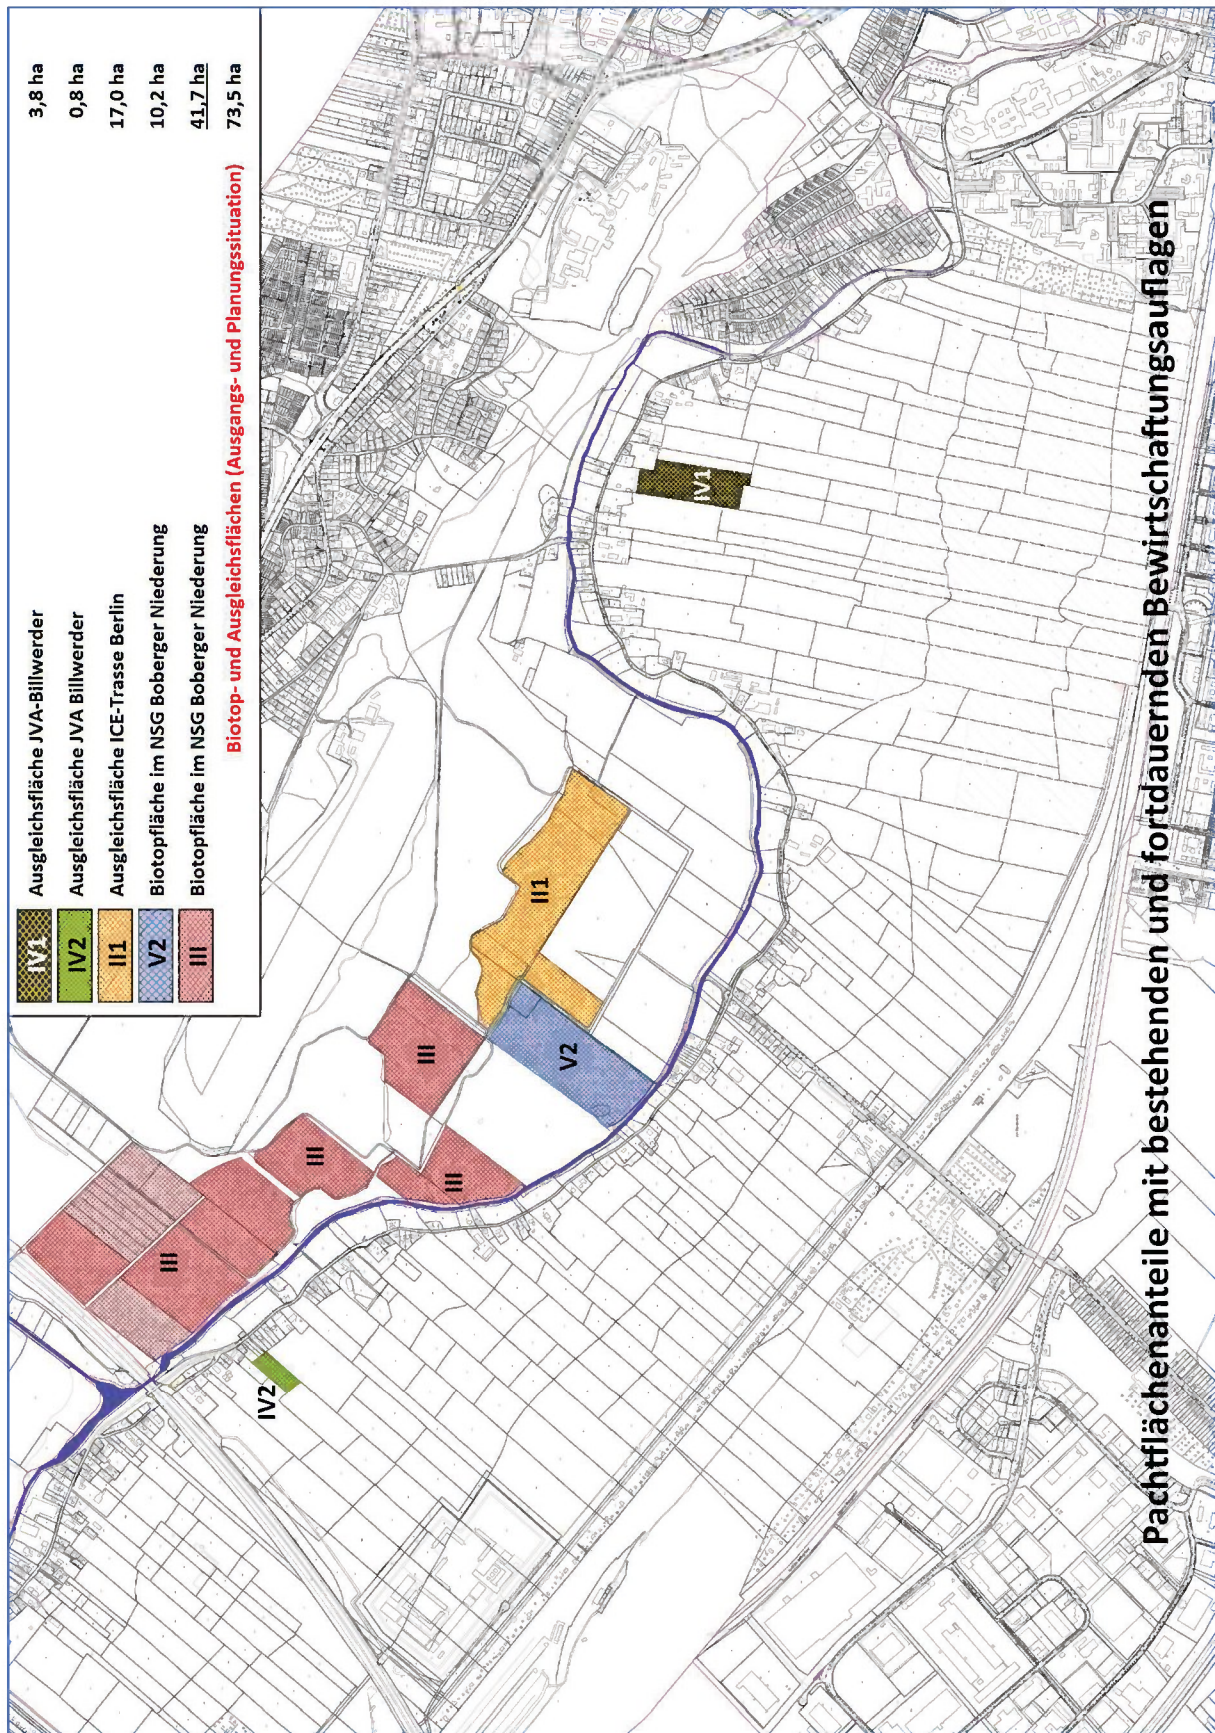 IV1 Ausgleichsfläche JVA-Billwerder 3,8 ha
IV2 Ausgleichsfläche JVA Billwerder 0,8 ha
II1 Ausgleichsfläche ICE-Trasse Berlin 17,0 ha
V2 Biotopfläche im NSG Boberger Niederung 10,2 ha
III Biotopfläche im NSG Boberger Niederung 41,7 ha
73,5 ha
Biotop- und Ausgleichsflächen (Ausgangs- und Planungssituation)
III
III
III
III
II1
V2
IV2
IV1
Pachtflächenanteile mit bestehenden und fortdauernden Bewirtschaftungsauflagen